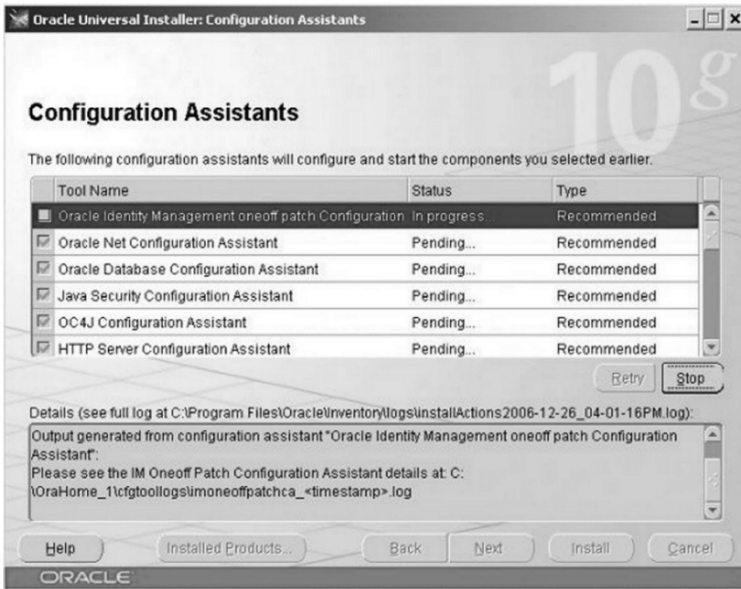 Oracle Universal Installer: Configuration Assistants
10g
Configuration Assistants
The following configuration assistants will configure and start the components you selected earlier.
Tool Name Status Type
Oracle Identity Management oneoff patch Configuration In progress... Recommended
Oracle Net Configuration Assistant Pending... Recommended
Oracle Database Configuration Assistant Pending... Recommended
Java Security Configuration Assistant Pending... Recommended
OC4J Configuration Assistant Pending... Recommended
HTTP Server Configuration Assistant Pending... Recommended
Retry Stop
Details (see full log at C:\Program Files\Oracle\Inventory\logs\installActions2006-12-26_04-01-16PM.log):
Output generated from configuration assistant "Oracle Identity Management oneoff patch Configuration
Assistant":
Please see the IM Oneoff Patch Configuration Assistant details at: C:
\OraHome_1\cfgtoollogs\imoneoffpatchca_<timestamp>.log
Help Installed Products... Back Next Install Cancel
ORACLE